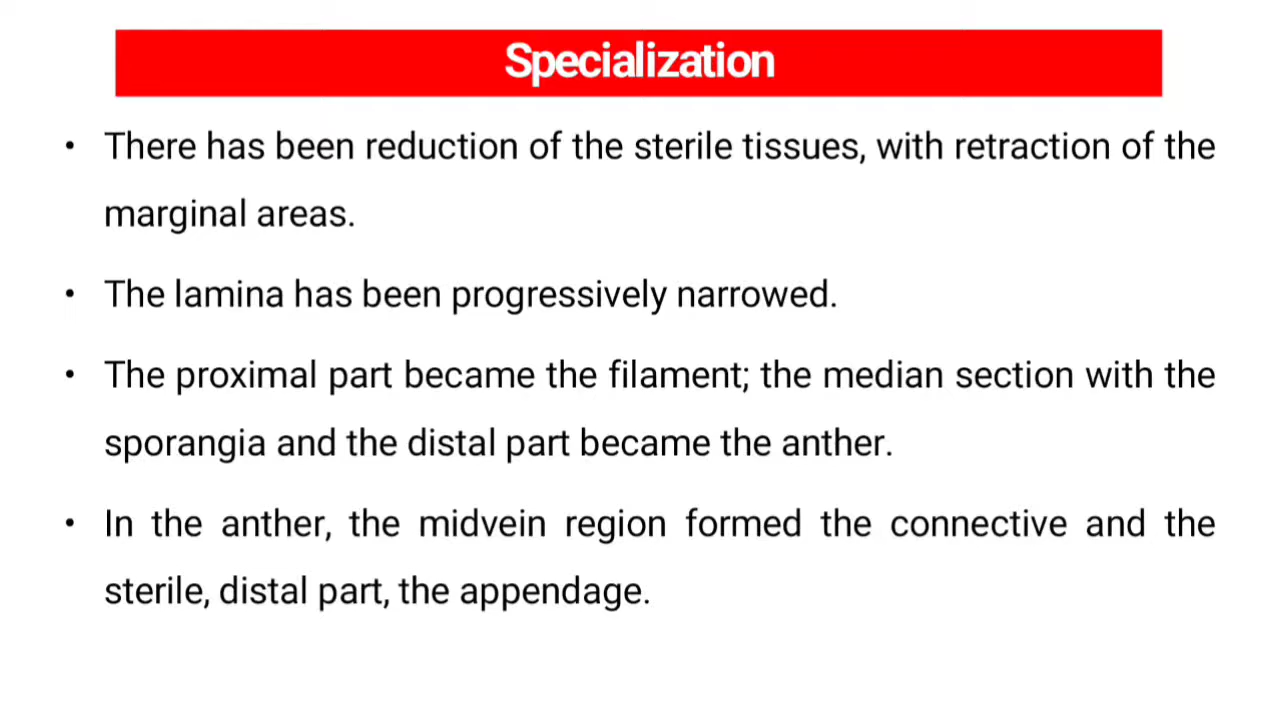 Specialization
• There has been reduction of the sterile tissues, with retraction of the
marginal areas.
• The lamina has been progressively narrowed.
• The proximal part became the filament; the median section with the
sporangia and the distal part became the anther.
• In the anther, the midvein region formed the connective and the
sterile, distal part, the appendage.